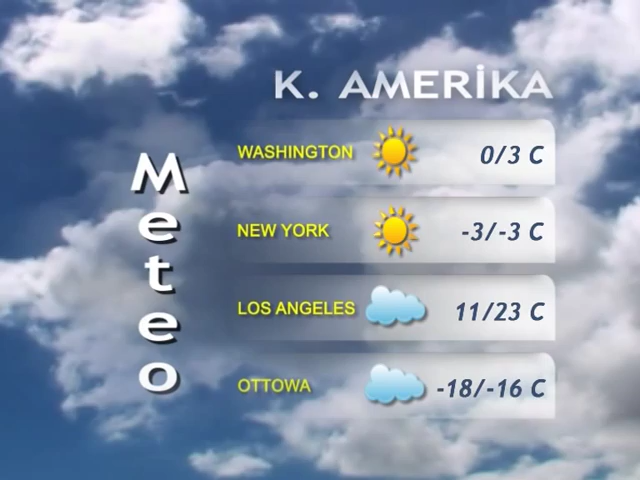 K. AMERİKA
Meteo
WASHINGTON 0/3 C
NEW YORK -3/-3 C
LOS ANGELES 11/23 C
OTTOWA -18/-16 C